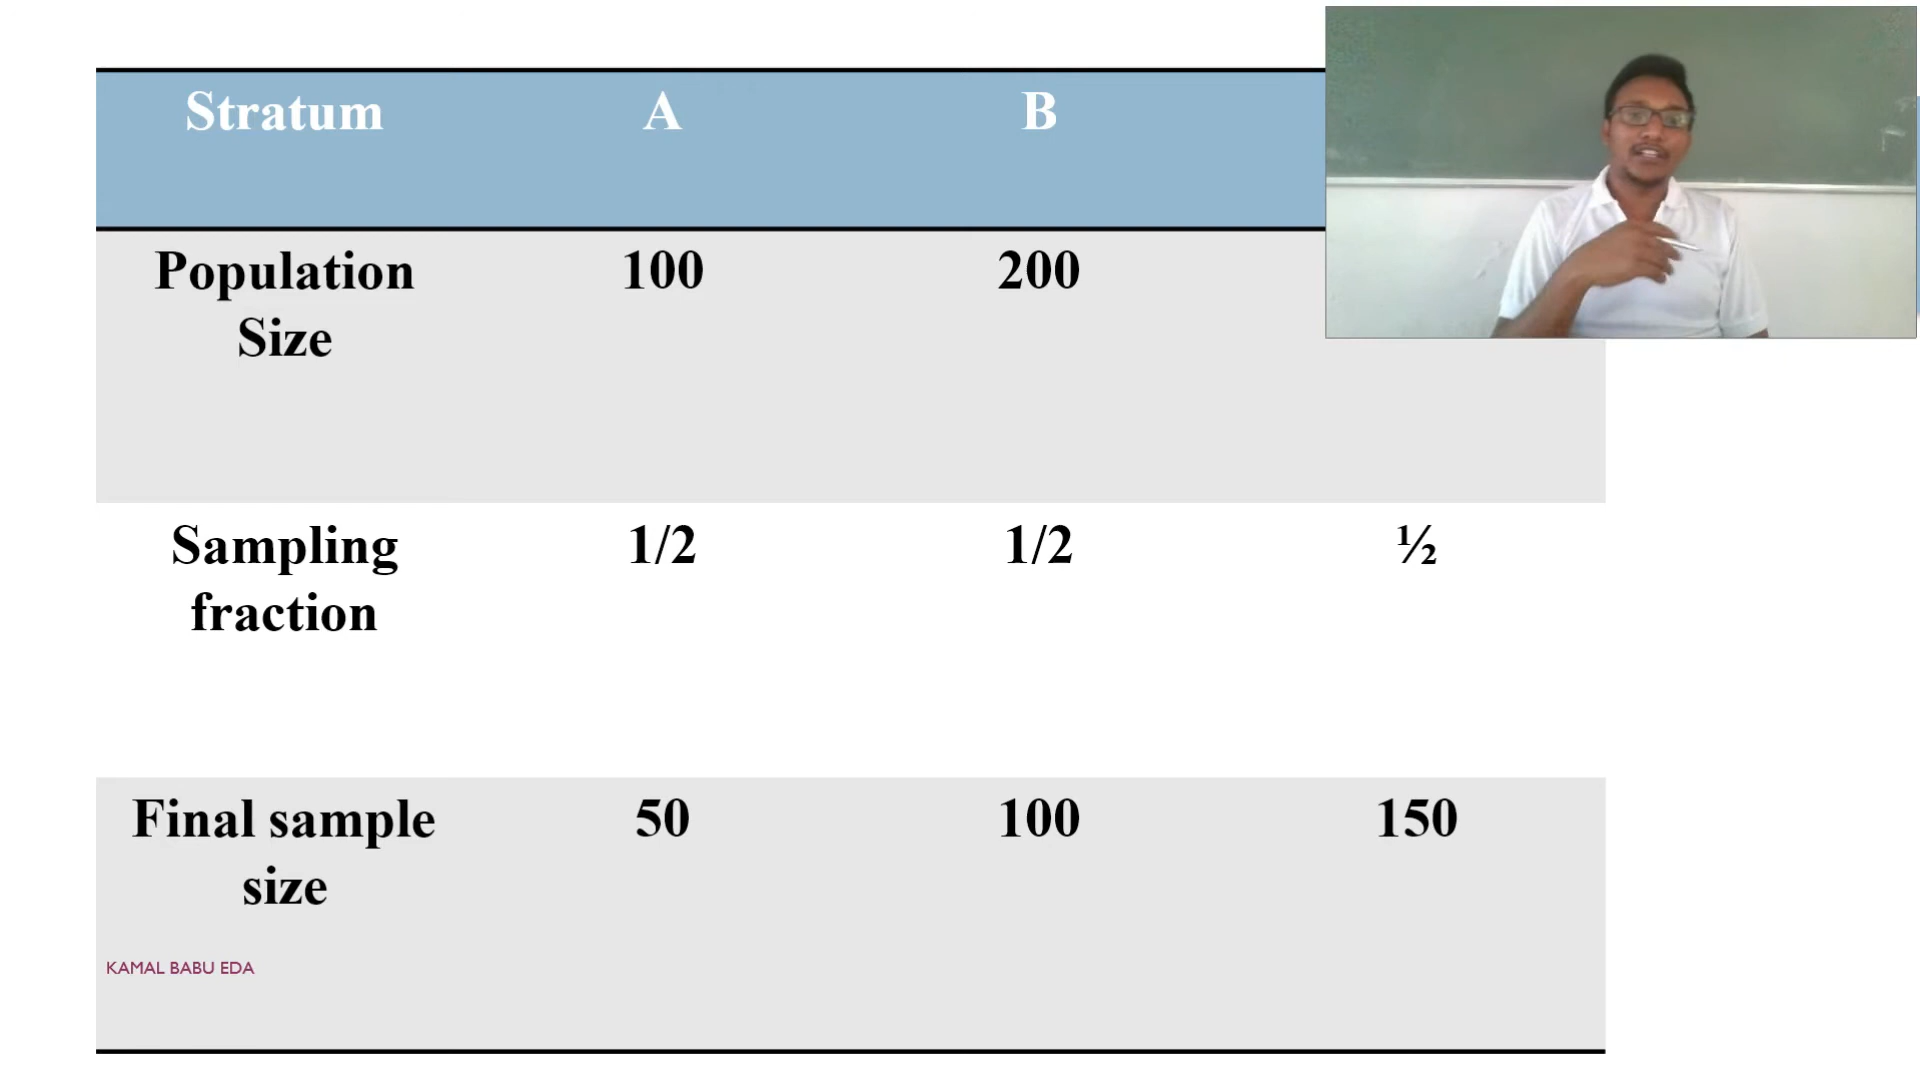 Stratum A B
Population
Size
100 200
Sampling
fraction
1/2 1/2 ½
Final sample
size
50 100 150
KAMAL BABU EDA